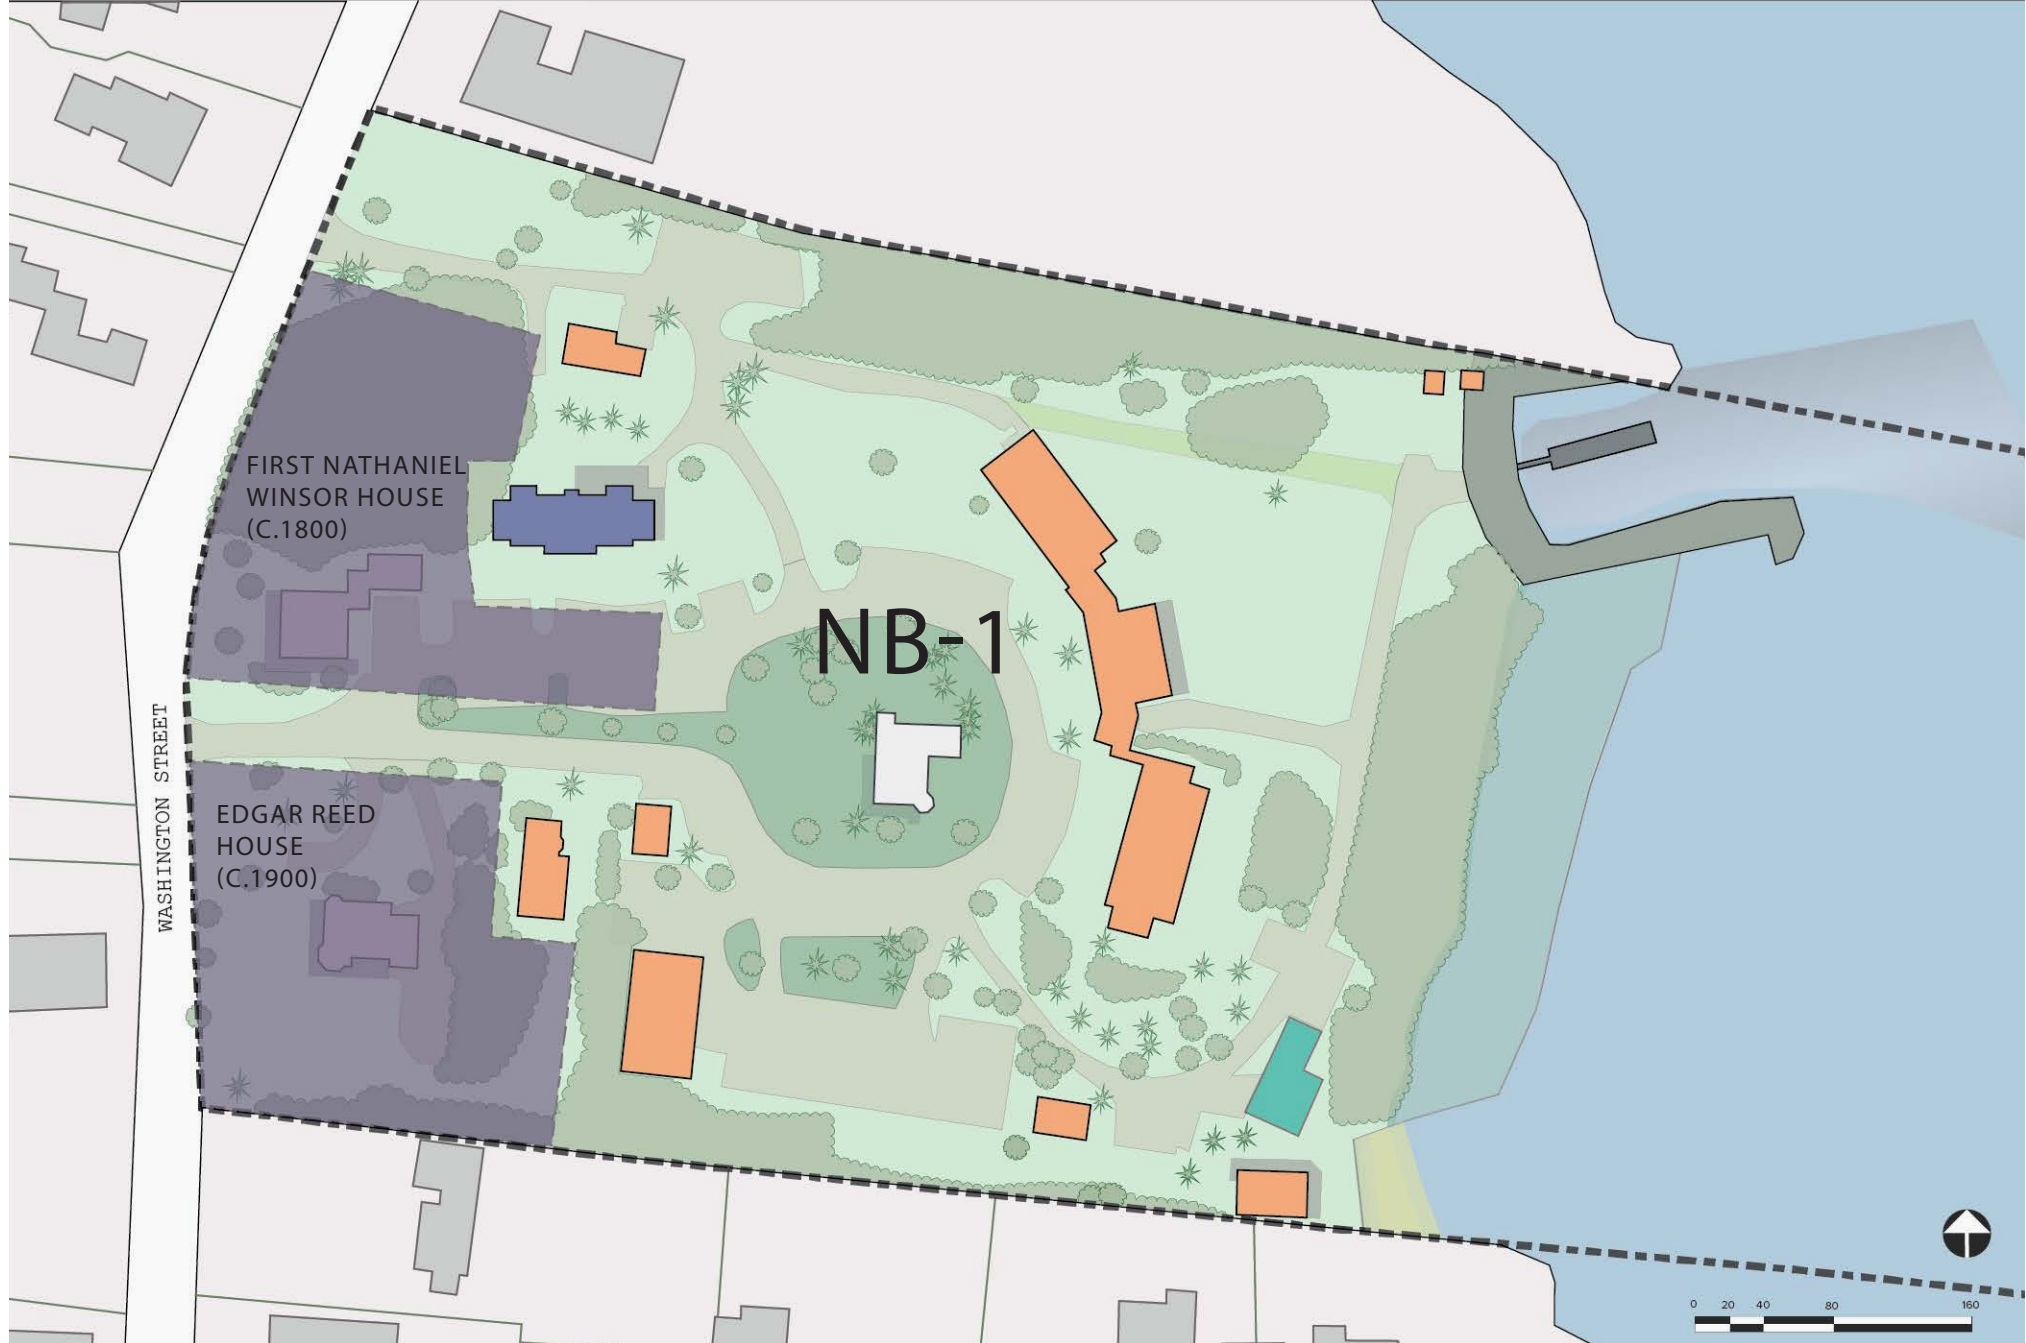 FIRST NATHANIEL
WINSOR HOUSE
(C.1800)
NB-1
WASHINGTON STREET
EDGAR REED
HOUSE
(C.1900)
0 20 40 80 160